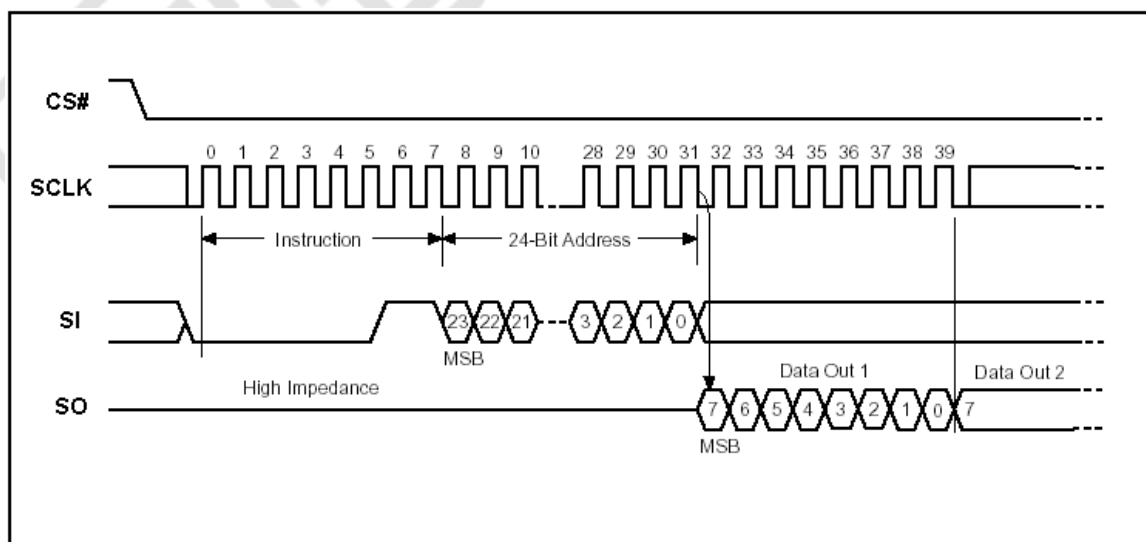 CS#
0 1 2 3 4 5 6 7 8 9 10 28 29 30 31 32 33 34 35 36 37 38 39
SCLK
Instruction 24-Bit Address
SI
23 22 21 3 2 1 0
MSB
Data Out 1 Data Out 2
High Impedance
SO
7 6 5 4 3 2 1 0 7
MSB